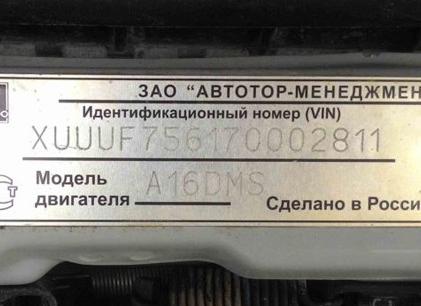 ЗАО "АВТОТОР-МЕНЕДЖМЕН
Идентификационный номер (VIN)
XUUUF756170002811
Модель
двигателя A16DMS
Сделано в Росси